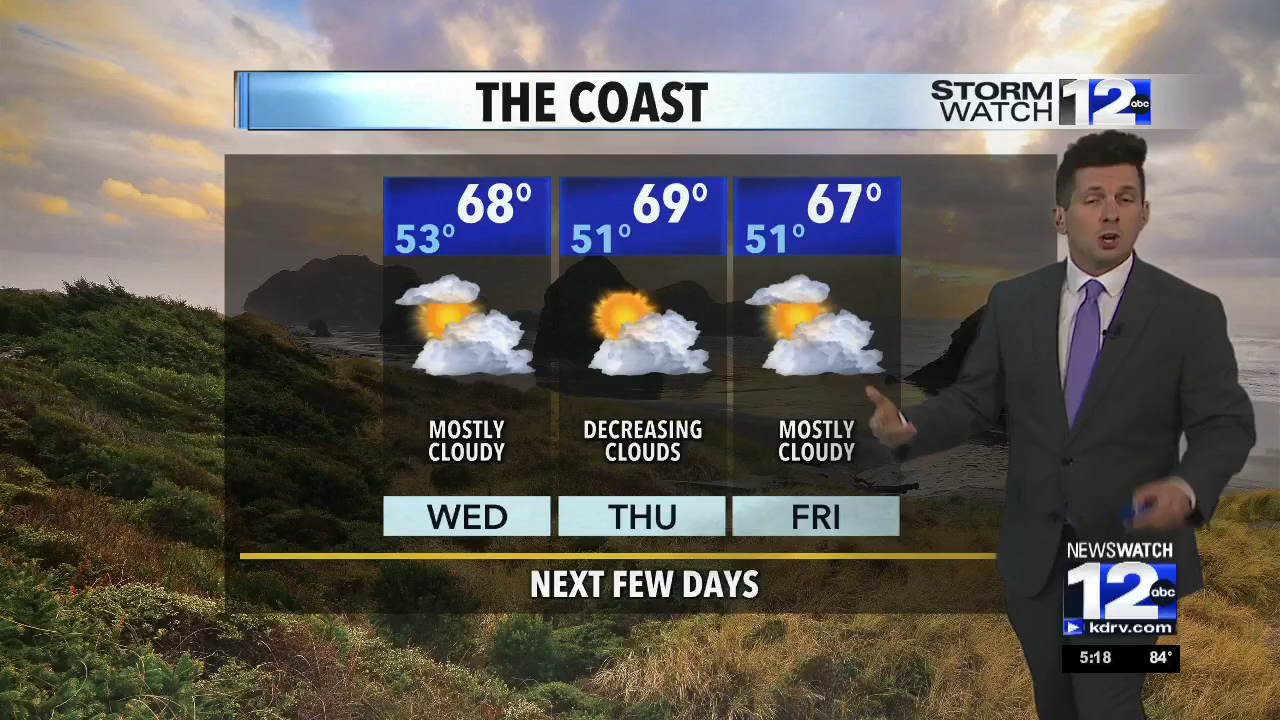 THE COAST
STORM
WATCH
12
abc
68° 69° 67°
53° 51° 51°
MOSTLY
CLOUDY
DECREASING
CLOUDS
MOSTLY
CLOUDY
WED THU FRI
NEXT FEW DAYS
NEWSWATCH
12
abc
kdrv.com
5:18 84°